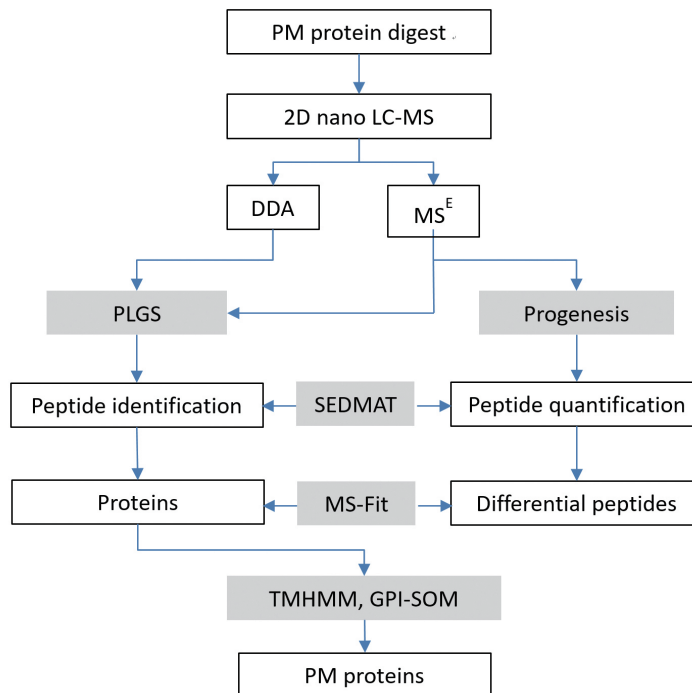 PM protein digest
2D nano LC-MS
DDA
MSᴱ
PLGS
Progenesis
Peptide identification
SEDMAT
Peptide quantification
Proteins
MS-Fit
Differential peptides
TMHMM, GPI-SOM
PM proteins